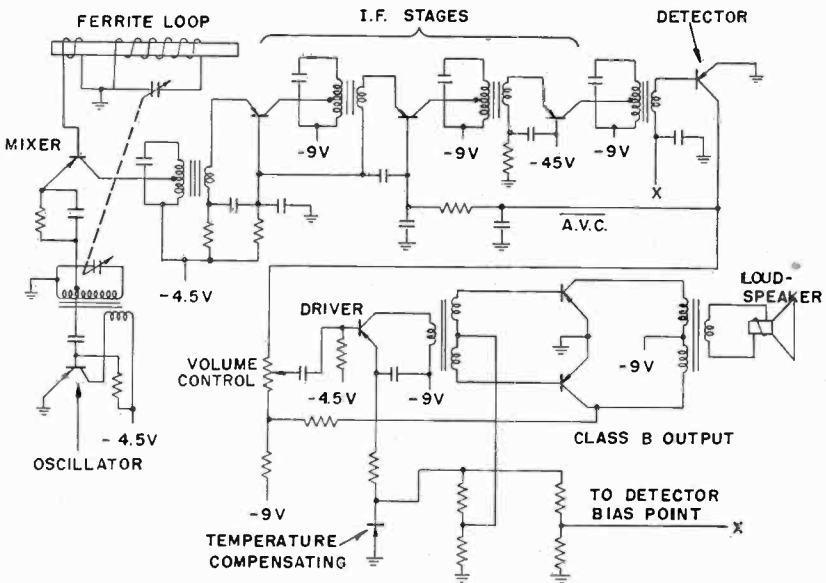 FERRITE LOOP
I.F. STAGES
DETECTOR
MIXER
-9V
-9V
-45V
-9V
X
-4.5V
A.V.C.
DRIVER
LOUD-
SPEAKER
VOLUME
CONTROL
-4.5V
-9V
-9V
-4.5V
OSCILLATOR
CLASS B OUTPUT
-9V
TEMPERATURE
COMPENSATING
TO DETECTOR
BIAS POINT
X